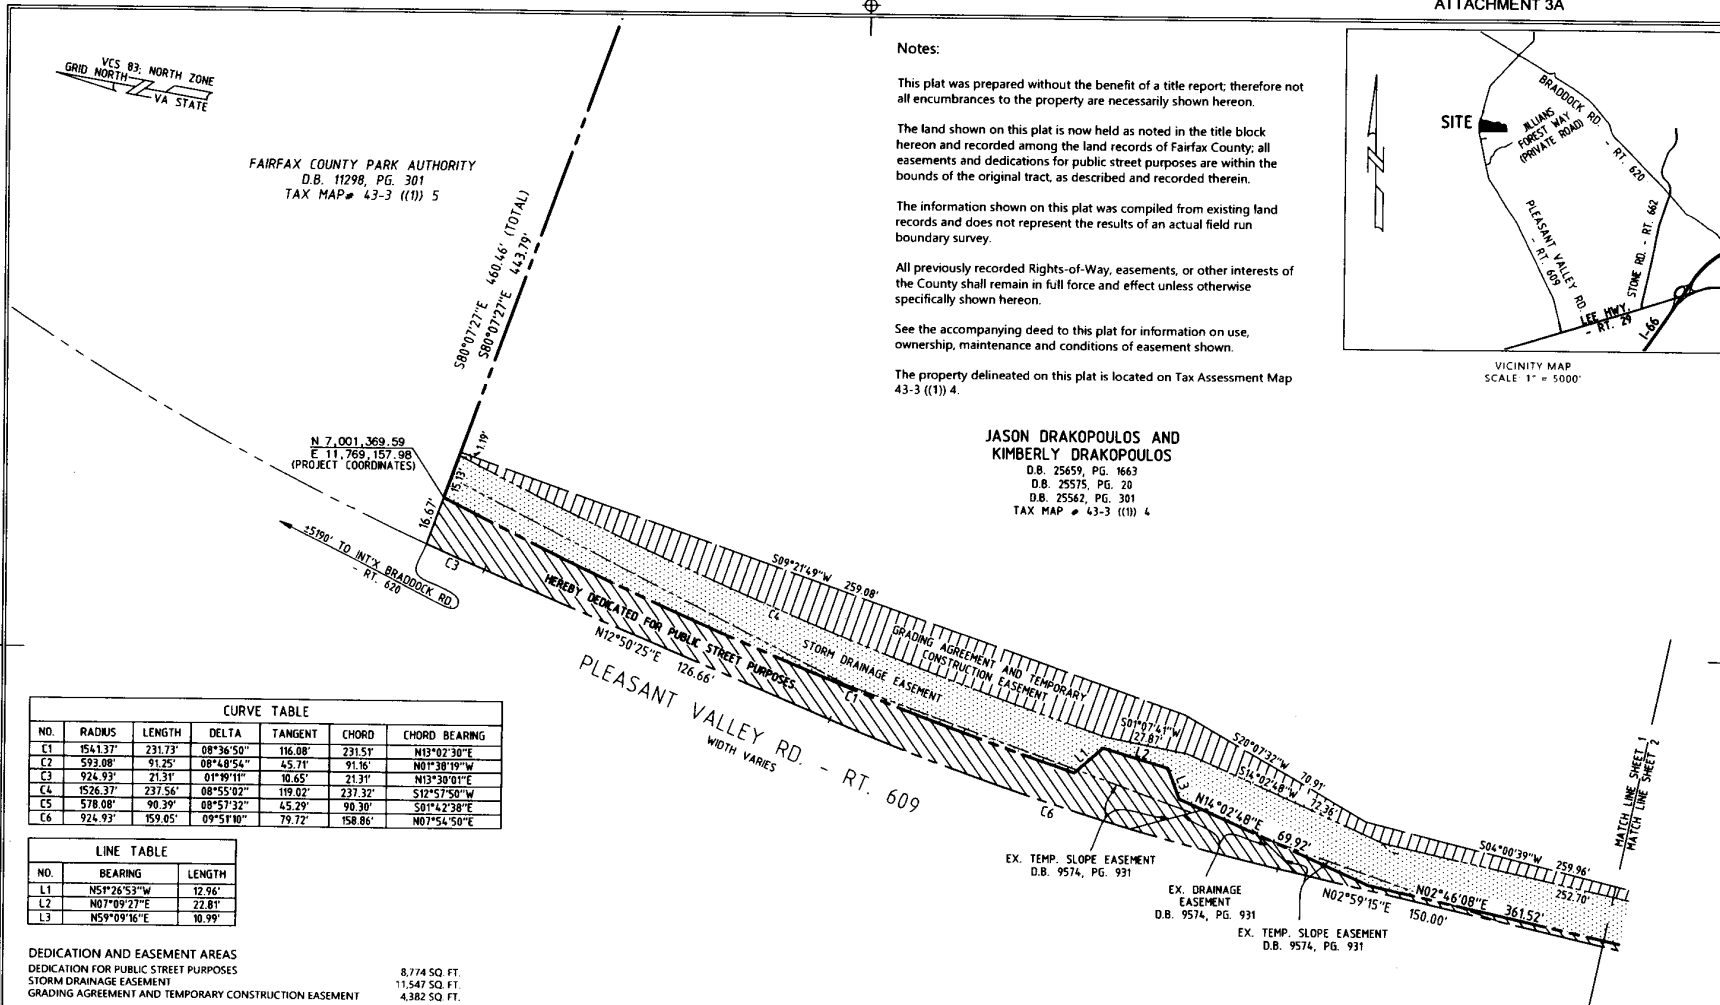 ATTACHMENT 3A
VCS 83; NORTH ZONE
GRID NORTH
VA STATE
FAIRFAX COUNTY PARK AUTHORITY
D.B. 11298, PG. 301
TAX MAP# 43-3 ((1)) 5
S80°07'27"E 460.46' (TOTAL)
S80°07'27"E 443.79'
Notes:
This plat was prepared without the benefit of a title report; therefore not
all encumbrances to the property are necessarily shown hereon.
The land shown on this plat is now held as noted in the title block
hereon and recorded among the land records of Fairfax County; all
easements and dedications for public street purposes are within the
bounds of the original tract, as described and recorded therein.
The information shown on this plat was compiled from existing land
records and does not represent the results of an actual field run
boundary survey.
All previously recorded Rights-of-Way, easements, or other interests of
the County shall remain in full force and effect unless otherwise
specifically shown hereon.
See the accompanying deed to this plat for information on use,
ownership, maintenance and conditions of easement shown.
The property delineated on this plat is located on Tax Assessment Map
43-3 ((1)) 4.
SITE
BRADDOCK RD.
- RT. 620
JILLIANS
FOREST WAY
(PRIVATE ROAD)
PLEASANT VALLEY RD.
- RT. 609
STONE RD. - RT. 662
LEE HWY.
- RT. 29
I-66
VICINITY MAP
SCALE: 1" = 5000'
JASON DRAKOPOULOS AND
KIMBERLY DRAKOPOULOS
D.B. 25659, PG. 1663
D.B. 25575, PG. 20
D.B. 25562, PG. 301
TAX MAP # 43-3 ((1)) 4
N 7,001,369.59
E 11,769,157.98
(PROJECT COORDINATES)
1.19'
15.13'
16.67'
±5190' TO INT'X BRADDOCK RD.
- RT. 620
C3
HEREBY DEDICATED FOR PUBLIC STREET PURPOSES
N12°50'25"E 126.66'
PLEASANT VALLEY RD. - RT. 609
WIDTH VARIES
S09°21'49"W 259.08'
C4
STORM DRAINAGE EASEMENT
GRADING AGREEMENT AND TEMPORARY
CONSTRUCTION EASEMENT
C1
S01°07'41"W
27.87'
L1
L2
L3
C6
S20°07'32"W 70.91'
S14°02'48"W 72.36'
N14°02'48"E 69.92'
S04°00'39"W 259.96'
252.70'
N02°46'08"E 361.52'
N02°59'15"E 150.00'
MATCH LINE SHEET 1
MATCH LINE SHEET 2
EX. TEMP. SLOPE EASEMENT
D.B. 9574, PG. 931
EX. DRAINAGE
EASEMENT
D.B. 9574, PG. 931
EX. TEMP. SLOPE EASEMENT
D.B. 9574, PG. 931
CURVE TABLE
NO. RADIUS LENGTH DELTA TANGENT CHORD CHORD BEARING
C1 1541.37' 231.73' 08°36'50" 116.08' 231.51' N13°02'30"E
C2 593.08' 91.25' 08°48'54" 45.71' 91.16' N01°38'19"W
C3 924.93' 21.31' 01°19'11" 10.65' 21.31' N13°30'01"E
C4 1526.37' 237.56' 08°55'02" 119.02' 237.32' S12°57'50"W
C5 578.08' 90.39' 08°57'32" 45.29' 90.30' S01°42'38"E
C6 924.93' 159.05' 09°51'10" 79.72' 158.86' N07°54'50"E
LINE TABLE
NO. BEARING LENGTH
L1 N51°26'53"W 12.96'
L2 N07°09'27"E 22.81'
L3 N59°09'16"E 10.99'
DEDICATION AND EASEMENT AREAS
DEDICATION FOR PUBLIC STREET PURPOSES 8,774 SQ. FT.
STORM DRAINAGE EASEMENT 11,547 SQ. FT.
GRADING AGREEMENT AND TEMPORARY CONSTRUCTION EASEMENT 4,382 SQ. FT.